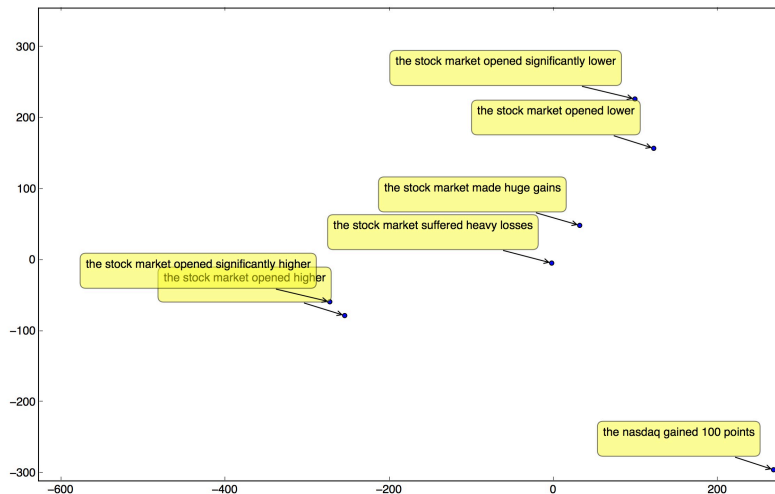 300
the stock market opened significantly lower
200
the stock market opened lower
100
the stock market made huge gains
the stock market suffered heavy losses
0
the stock market opened significantly higher
the stock market opened higher
−100
−200
the nasdaq gained 100 points
−300
−600
−400
−200
0
200